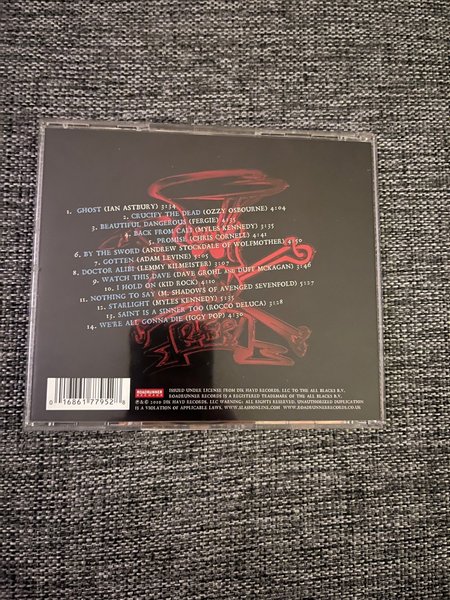 1. GHOST (IAN ASTBURY) 3:34
2. CRUCIFY THE DEAD (OZZY OSBOURNE) 4:04
3. BEAUTIFUL DANGEROUS (FERGIE) 4:35
4. BACK FROM CALI (MYLES KENNEDY) 3:35
5. PROMISE (CHRIS CORNELL) 4:41
6. BY THE SWORD (ANDREW STOCKDALE OF WOLFMOTHER) 4:50
7. GOTTEN (ADAM LEVINE) 5:05
8. DOCTOR ALIBI (LEMMY KILMEISTER) 3:07
9. WATCH THIS DAVE (DAVE GROHL AND DUFF MCKAGAN) 3:46
10. I HOLD ON (KID ROCK) 4:10
11. NOTHING TO SAY (M. SHADOWS OF AVENGED SEVENFOLD) 5:27
12. STARLIGHT (MYLES KENNEDY) 5:35
13. SAINT IS A SINNER TOO (ROCCO DELUCA) 3:28
14. WE'RE ALL GONNA DIE (IGGY POP) 4:30
0 16861 77952 8
ROADRUNNER
RECORDS
ISSUED UNDER LICENSE FROM DIK HAYD RECORDS, LLC TO THE ALL BLACKS B.V.
ROADRUNNER RECORDS IS A REGISTERED TRADEMARK OF THE ALL BLACKS B.V.
℗ & © 2010 DIK HAYD RECORDS, LLC WARNING: ALL RIGHTS RESERVED. UNAUTHORIZED DUPLICATION
IS A VIOLATION OF APPLICABLE LAWS. WWW.SLASHONLINE.COM WWW.ROADRUNNERRECORDS.CO.UK